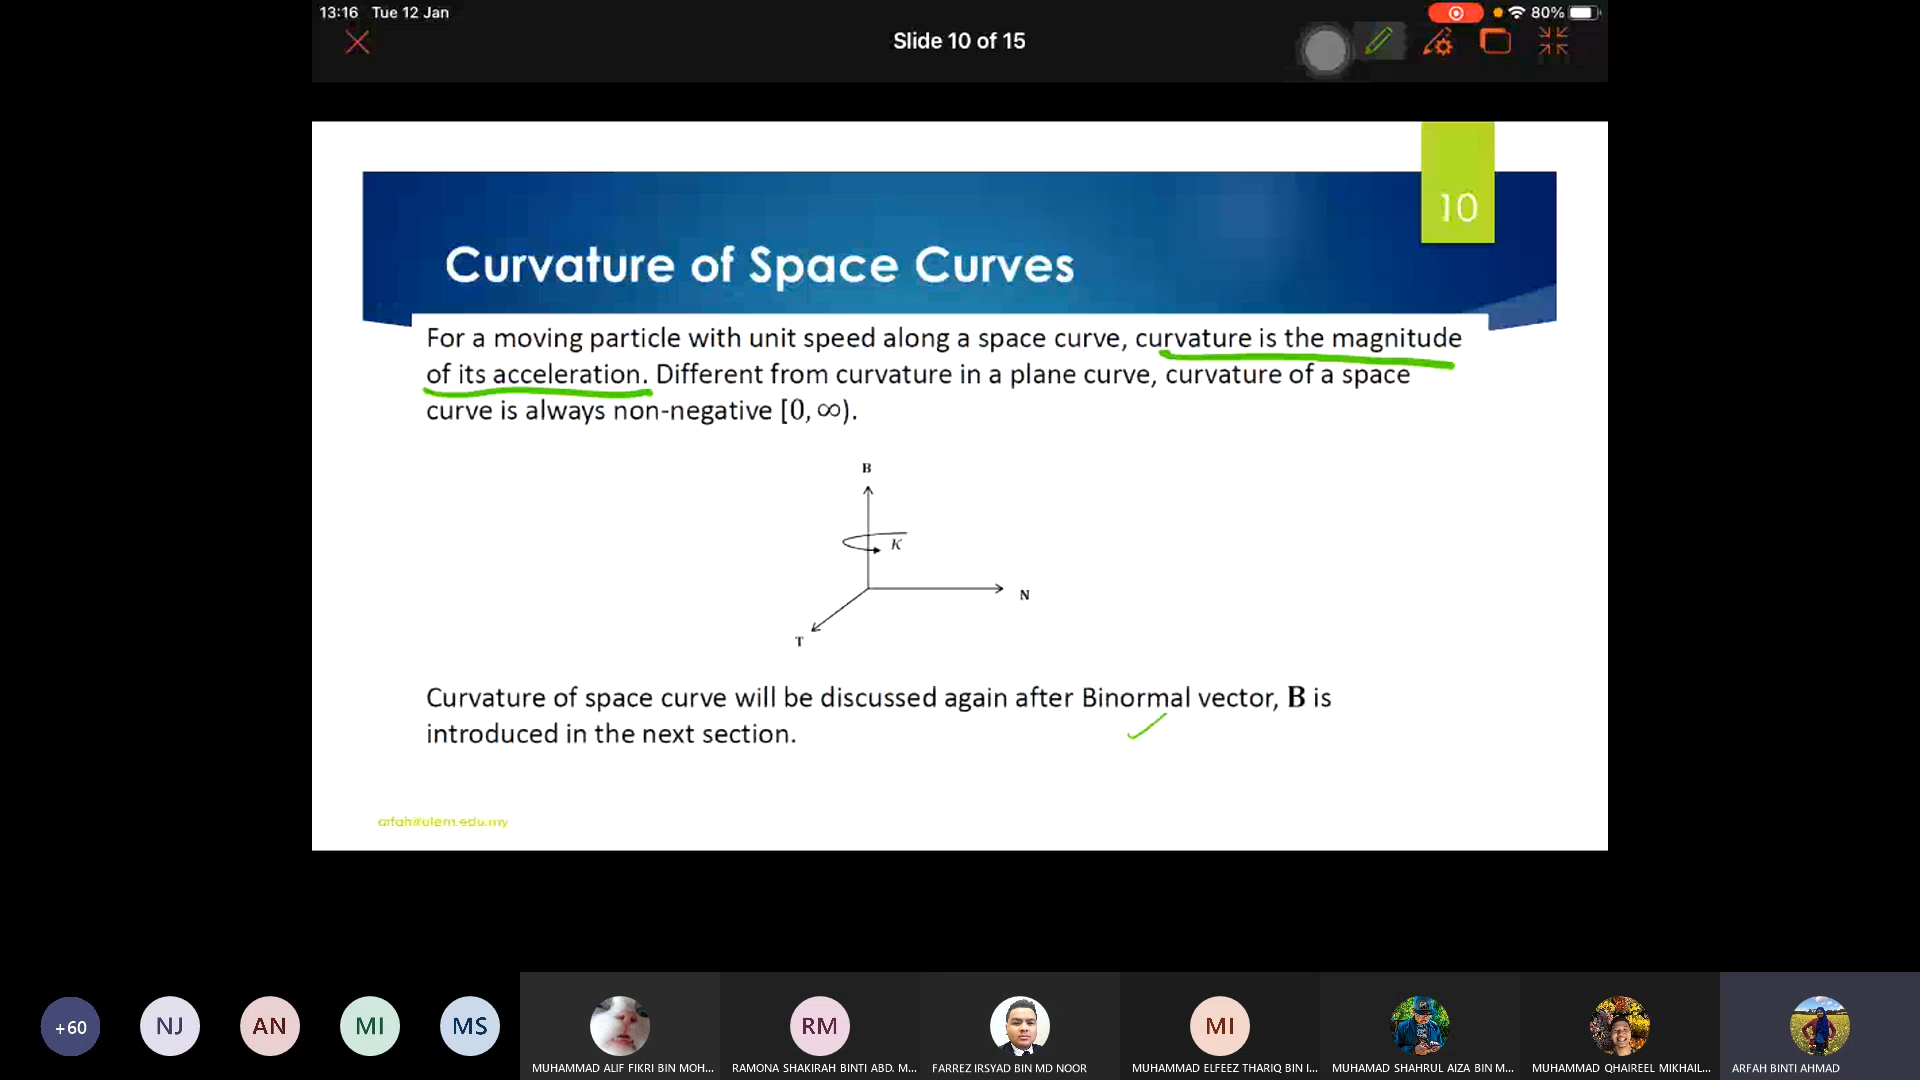 13:16 Tue 12 Jan
80%
Slide 10 of 15
10
Curvature of Space Curves
For a moving particle with unit speed along a space curve, curvature is the magnitude
of its acceleration. Different from curvature in a plane curve, curvature of a space
curve is always non-negative [0, ∞).
B
K
N
T
Curvature of space curve will be discussed again after Binormal vector, B is
introduced in the next section.
arfah@utem.edu.my
+60
NJ
AN
MI
MS
RM
MI
MUHAMMAD ALIF FIKRI BIN MOH...
RAMONA SHAKIRAH BINTI ABD. M...
FARREZ IRSYAD BIN MD NOOR
MUHAMMAD ELFEEZ THARIQ BIN I...
MUHAMAD SHAHRUL AIZA BIN M...
MUHAMMAD QHAIREEL MIKHAIL...
ARFAH BINTI AHMAD